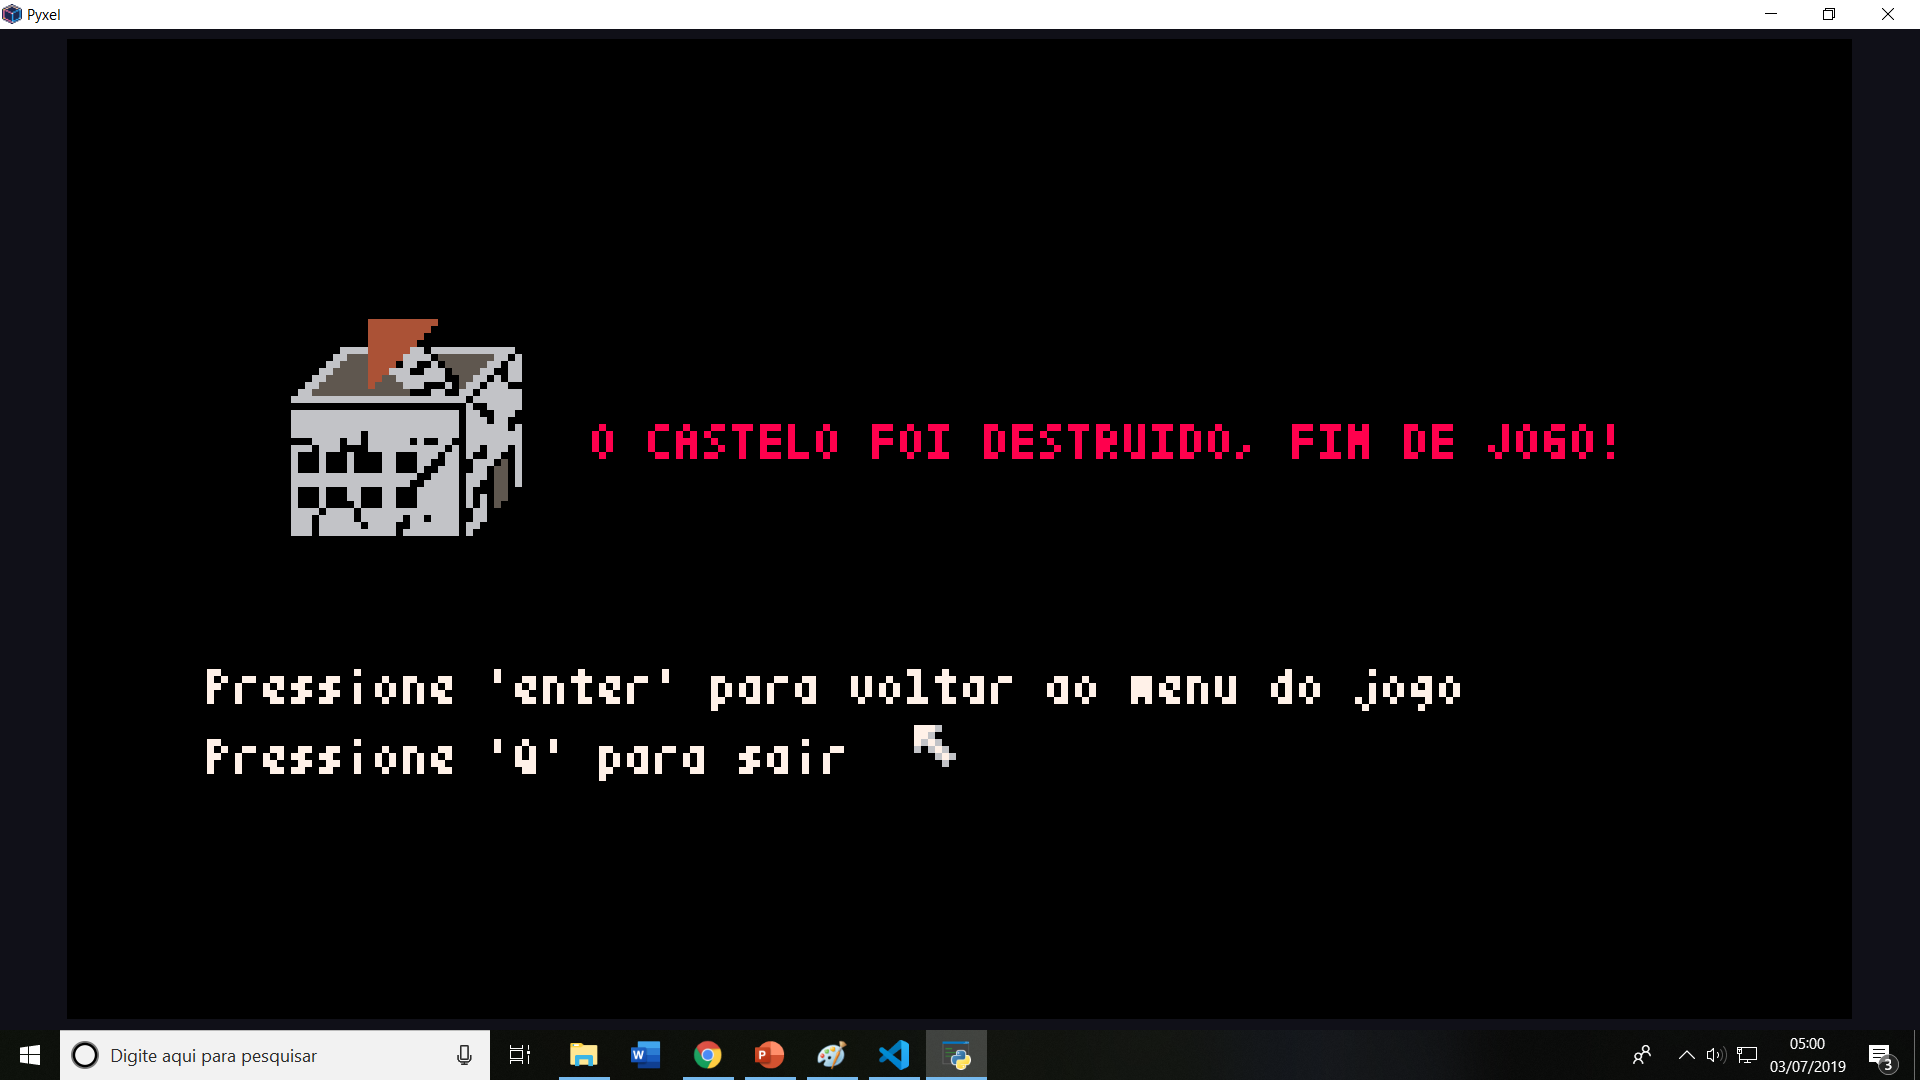 Pyxel
O CASTELO FOI DESTRUIDO, FIM DE JOGO!
Pressione 'enter' para voltar ao menu do jogo
Pressione 'Q' para sair
Digite aqui para pesquisar
05:00
03/07/2019
3